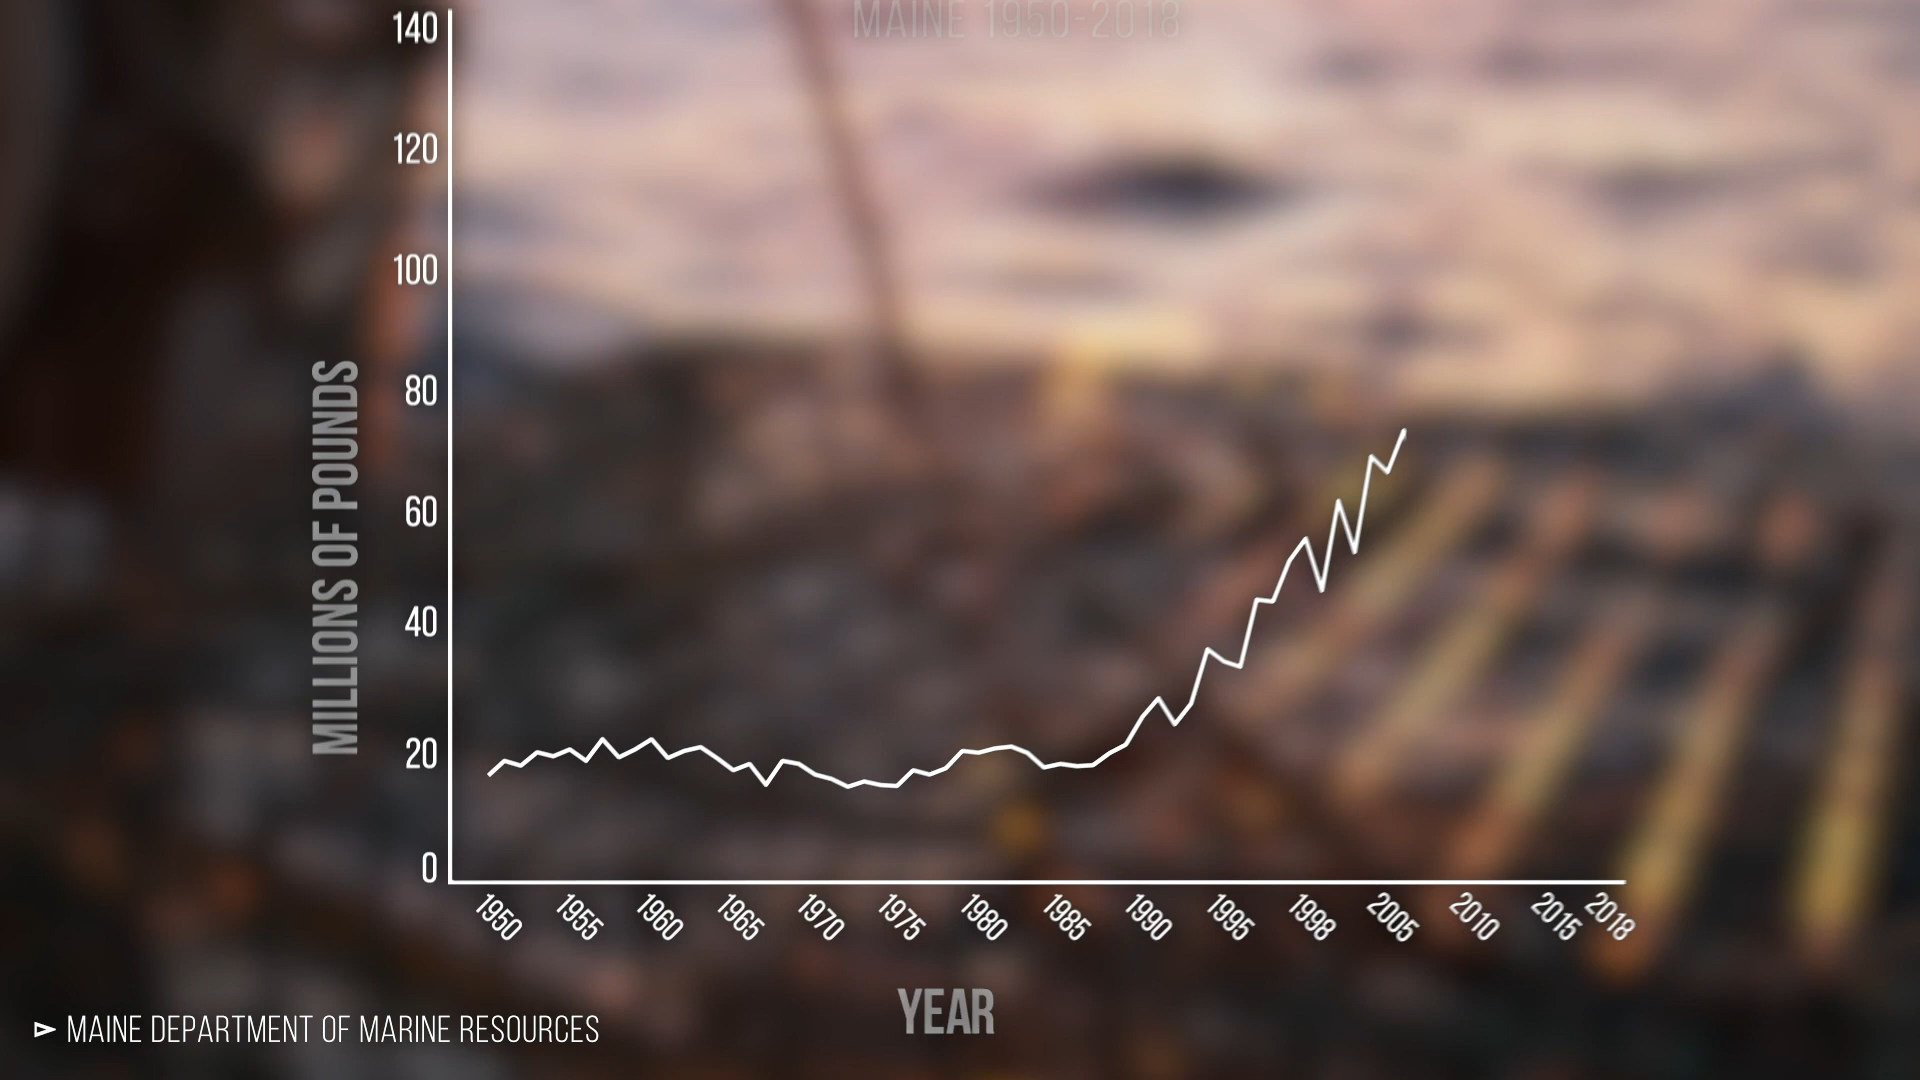 MAINE 1950-2018
140
120
100
80
60
40
20
0
MILLIONS OF POUNDS
1950 1955 1960 1965 1970 1975 1980 1985 1990 1995 1998 2005 2010 2015 2018
YEAR
MAINE DEPARTMENT OF MARINE RESOURCES